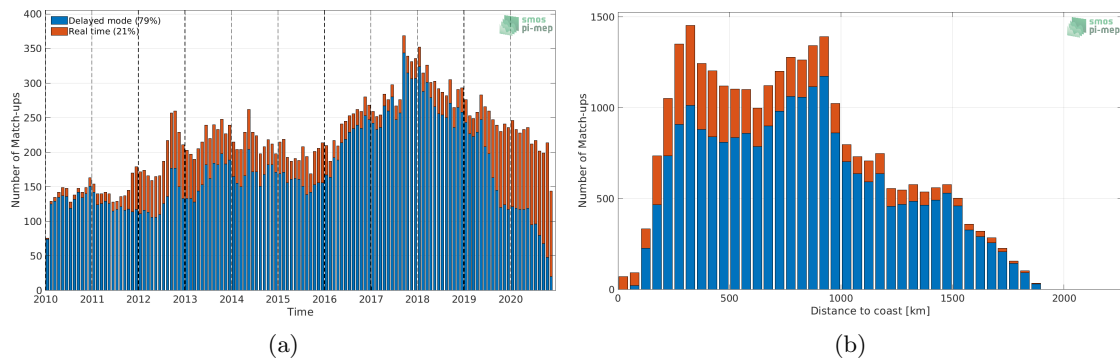 400
350
300
250
200
150
100
50
0
Number of Match-ups
Delayed mode (79%)
Real time (21%)
smos
pi-mep
2010 2011 2012 2013 2014 2015 2016 2017 2018 2019 2020
Time
(a)
1500
1000
500
0
Number of Match-ups
smos
pi-mep
0 500 1000 1500 2000
Distance to coast [km]
(b)